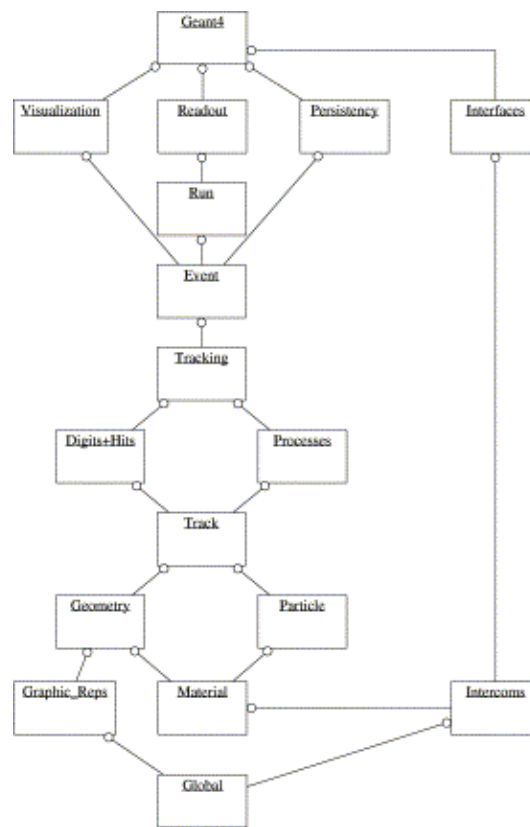 Geant4
Visualization
Readout
Persistency
Interfaces
Run
Event
Tracking
Digits+Hits
Processes
Track
Geometry
Particle
Graphic_Reps
Material
Intercoms
Global